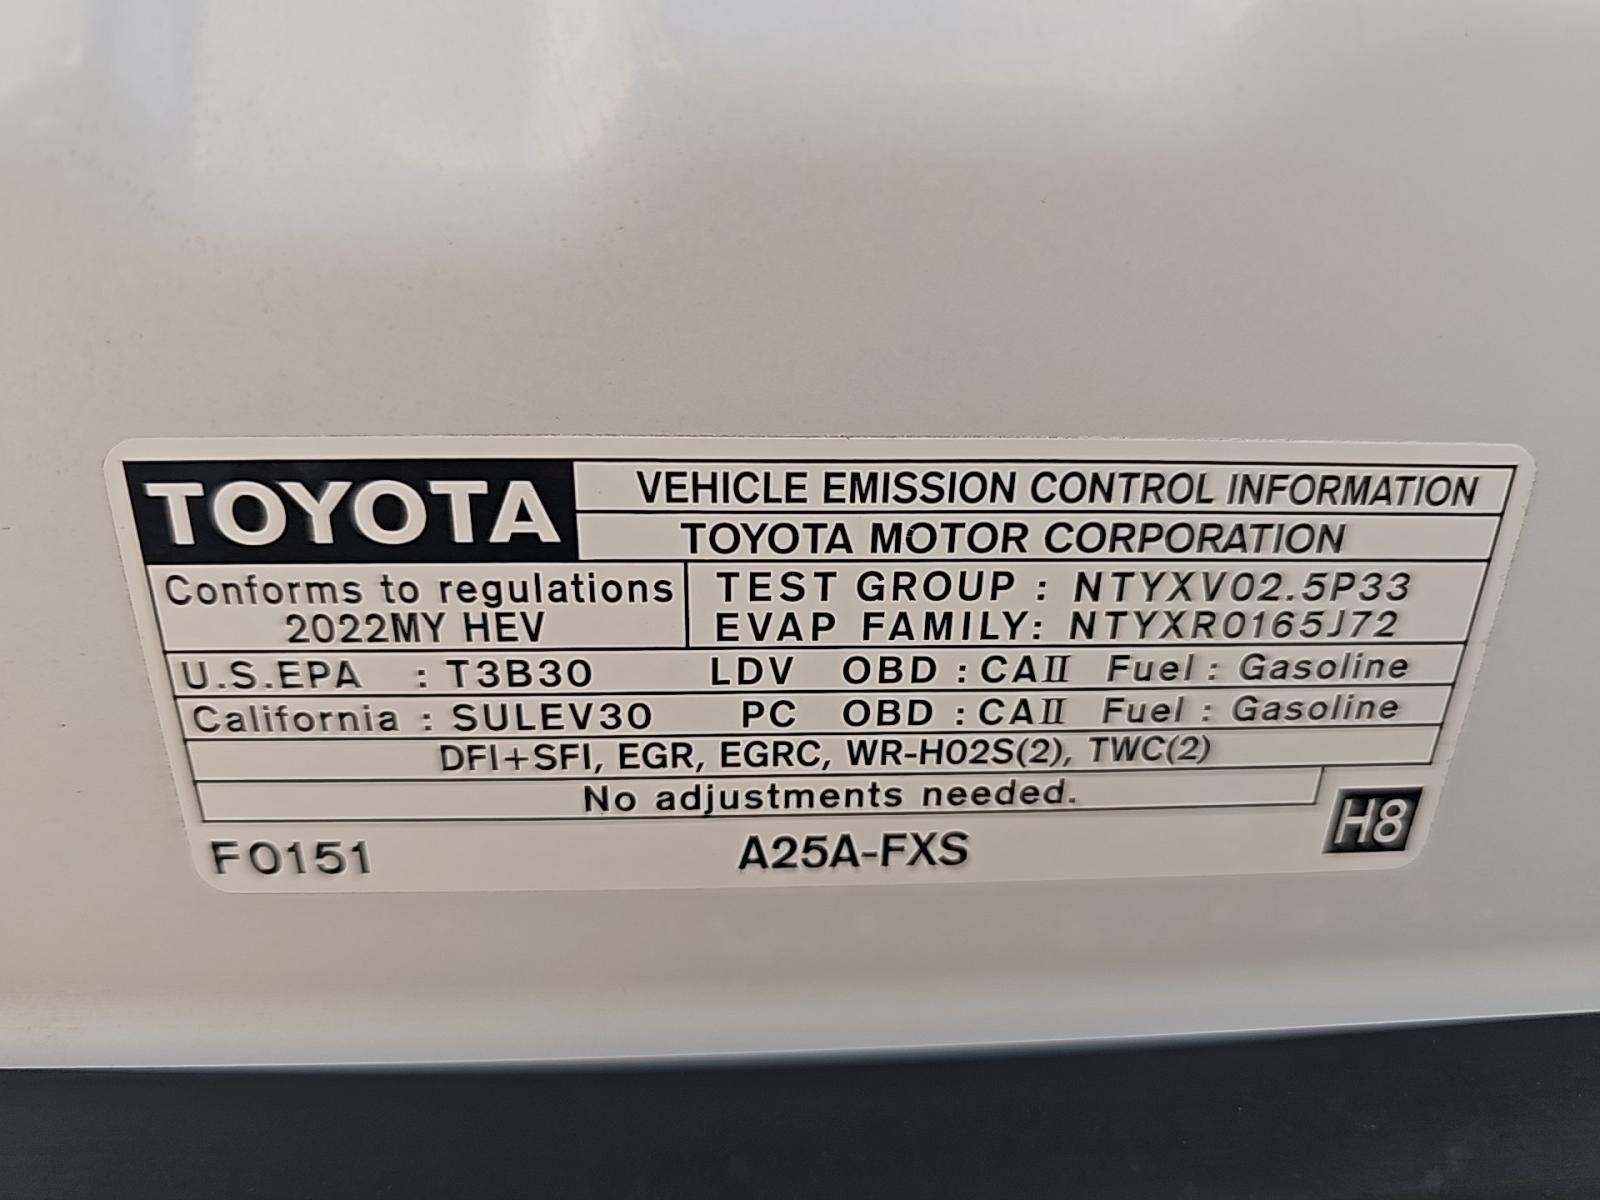 TOYOTA
VEHICLE EMISSION CONTROL INFORMATION
TOYOTA MOTOR CORPORATION
Conforms to regulations
2022MY HEV
TEST GROUP : NTYXV02.5P33
EVAP FAMILY: NTYXR0165J72
U.S.EPA : T3B30 LDV OBD : CAII Fuel : Gasoline
California : SULEV30 PC OBD : CAII Fuel : Gasoline
DFI+SFI, EGR, EGRC, WR-HO2S(2), TWC(2)
No adjustments needed.
F0151
A25A-FXS
H8